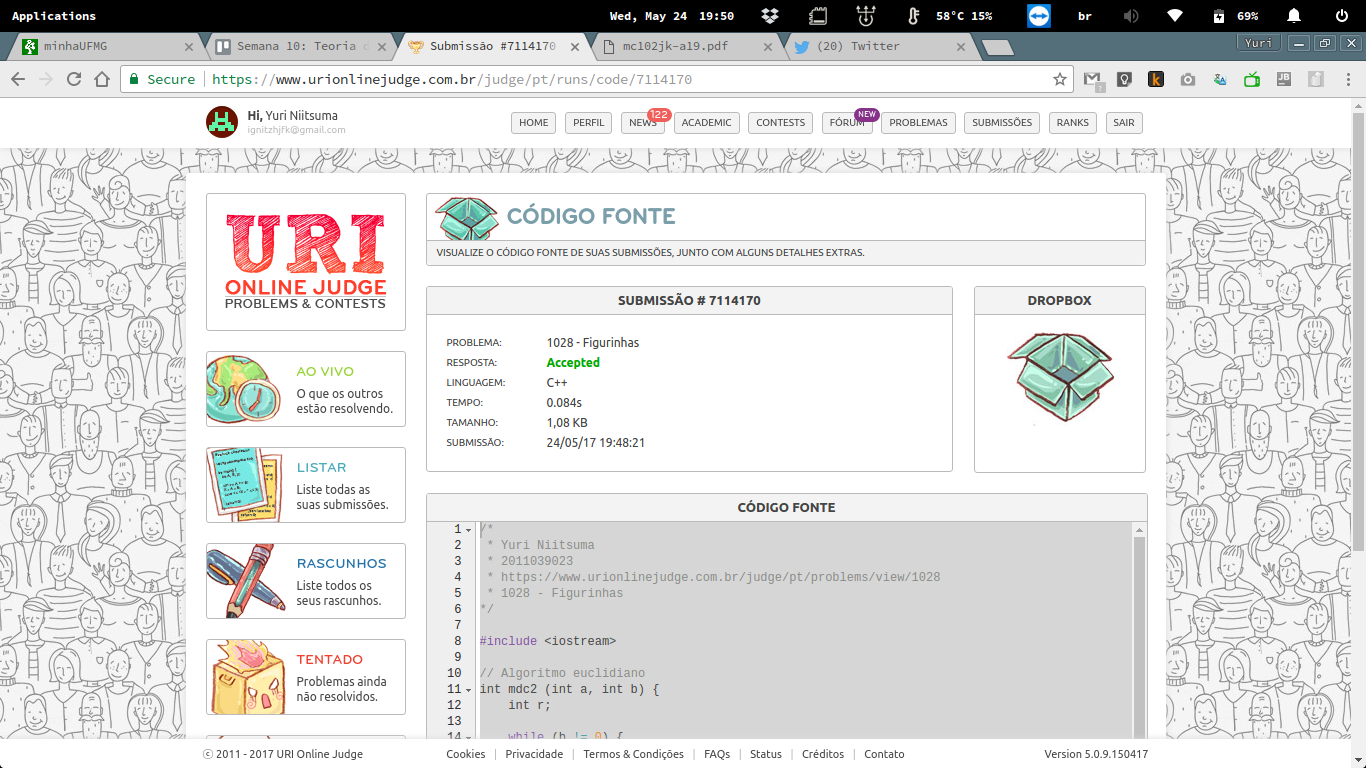 Applications
Wed, May 24 19:50
58°C 15%
br
69%
minhaUFMG
Semana 10: Teoria d
Submissão #7114170
mc102jk-a19.pdf
(20) Twitter
Yuri
Secure
https://www.urionlinejudge.com.br/judge/pt/runs/code/7114170
Hi, Yuri Niitsuma
ignitzhjfk@gmail.com
HOME
PERFIL
NEWS
122
ACADEMIC
CONTESTS
FÓRUM
NEW
PROBLEMAS
SUBMISSÕES
RANKS
SAIR
URI
ONLINE JUDGE
PROBLEMS & CONTESTS
AO VIVO
O que os outros
estão resolvendo.
LISTAR
Liste todas as
suas submissões.
RASCUNHOS
Liste todos os
seus rascunhos.
TENTADO
Problemas ainda
não resolvidos.
CÓDIGO FONTE
VISUALIZE O CÓDIGO FONTE DE SUAS SUBMISSÕES, JUNTO COM ALGUNS DETALHES EXTRAS.
SUBMISSÃO # 7114170
PROBLEMA: 1028 - Figurinhas
RESPOSTA: Accepted
LINGUAGEM: C++
TEMPO: 0.084s
TAMANHO: 1,08 KB
SUBMISSÃO: 24/05/17 19:48:21
DROPBOX
CÓDIGO FONTE
1 /*
2 * Yuri Niitsuma
3 * 2011039023
4 * https://www.urionlinejudge.com.br/judge/pt/problems/view/1028
5 * 1028 - Figurinhas
6 */
7
8 #include <iostream>
9
10 // Algoritmo euclidiano
11 int mdc2 (int a, int b) {
12 int r;
13
14 while (b != 0) {
© 2011 - 2017 URI Online Judge
Cookies | Privacidade | Termos & Condições | FAQs | Status | Créditos | Contato
Version 5.0.9.150417